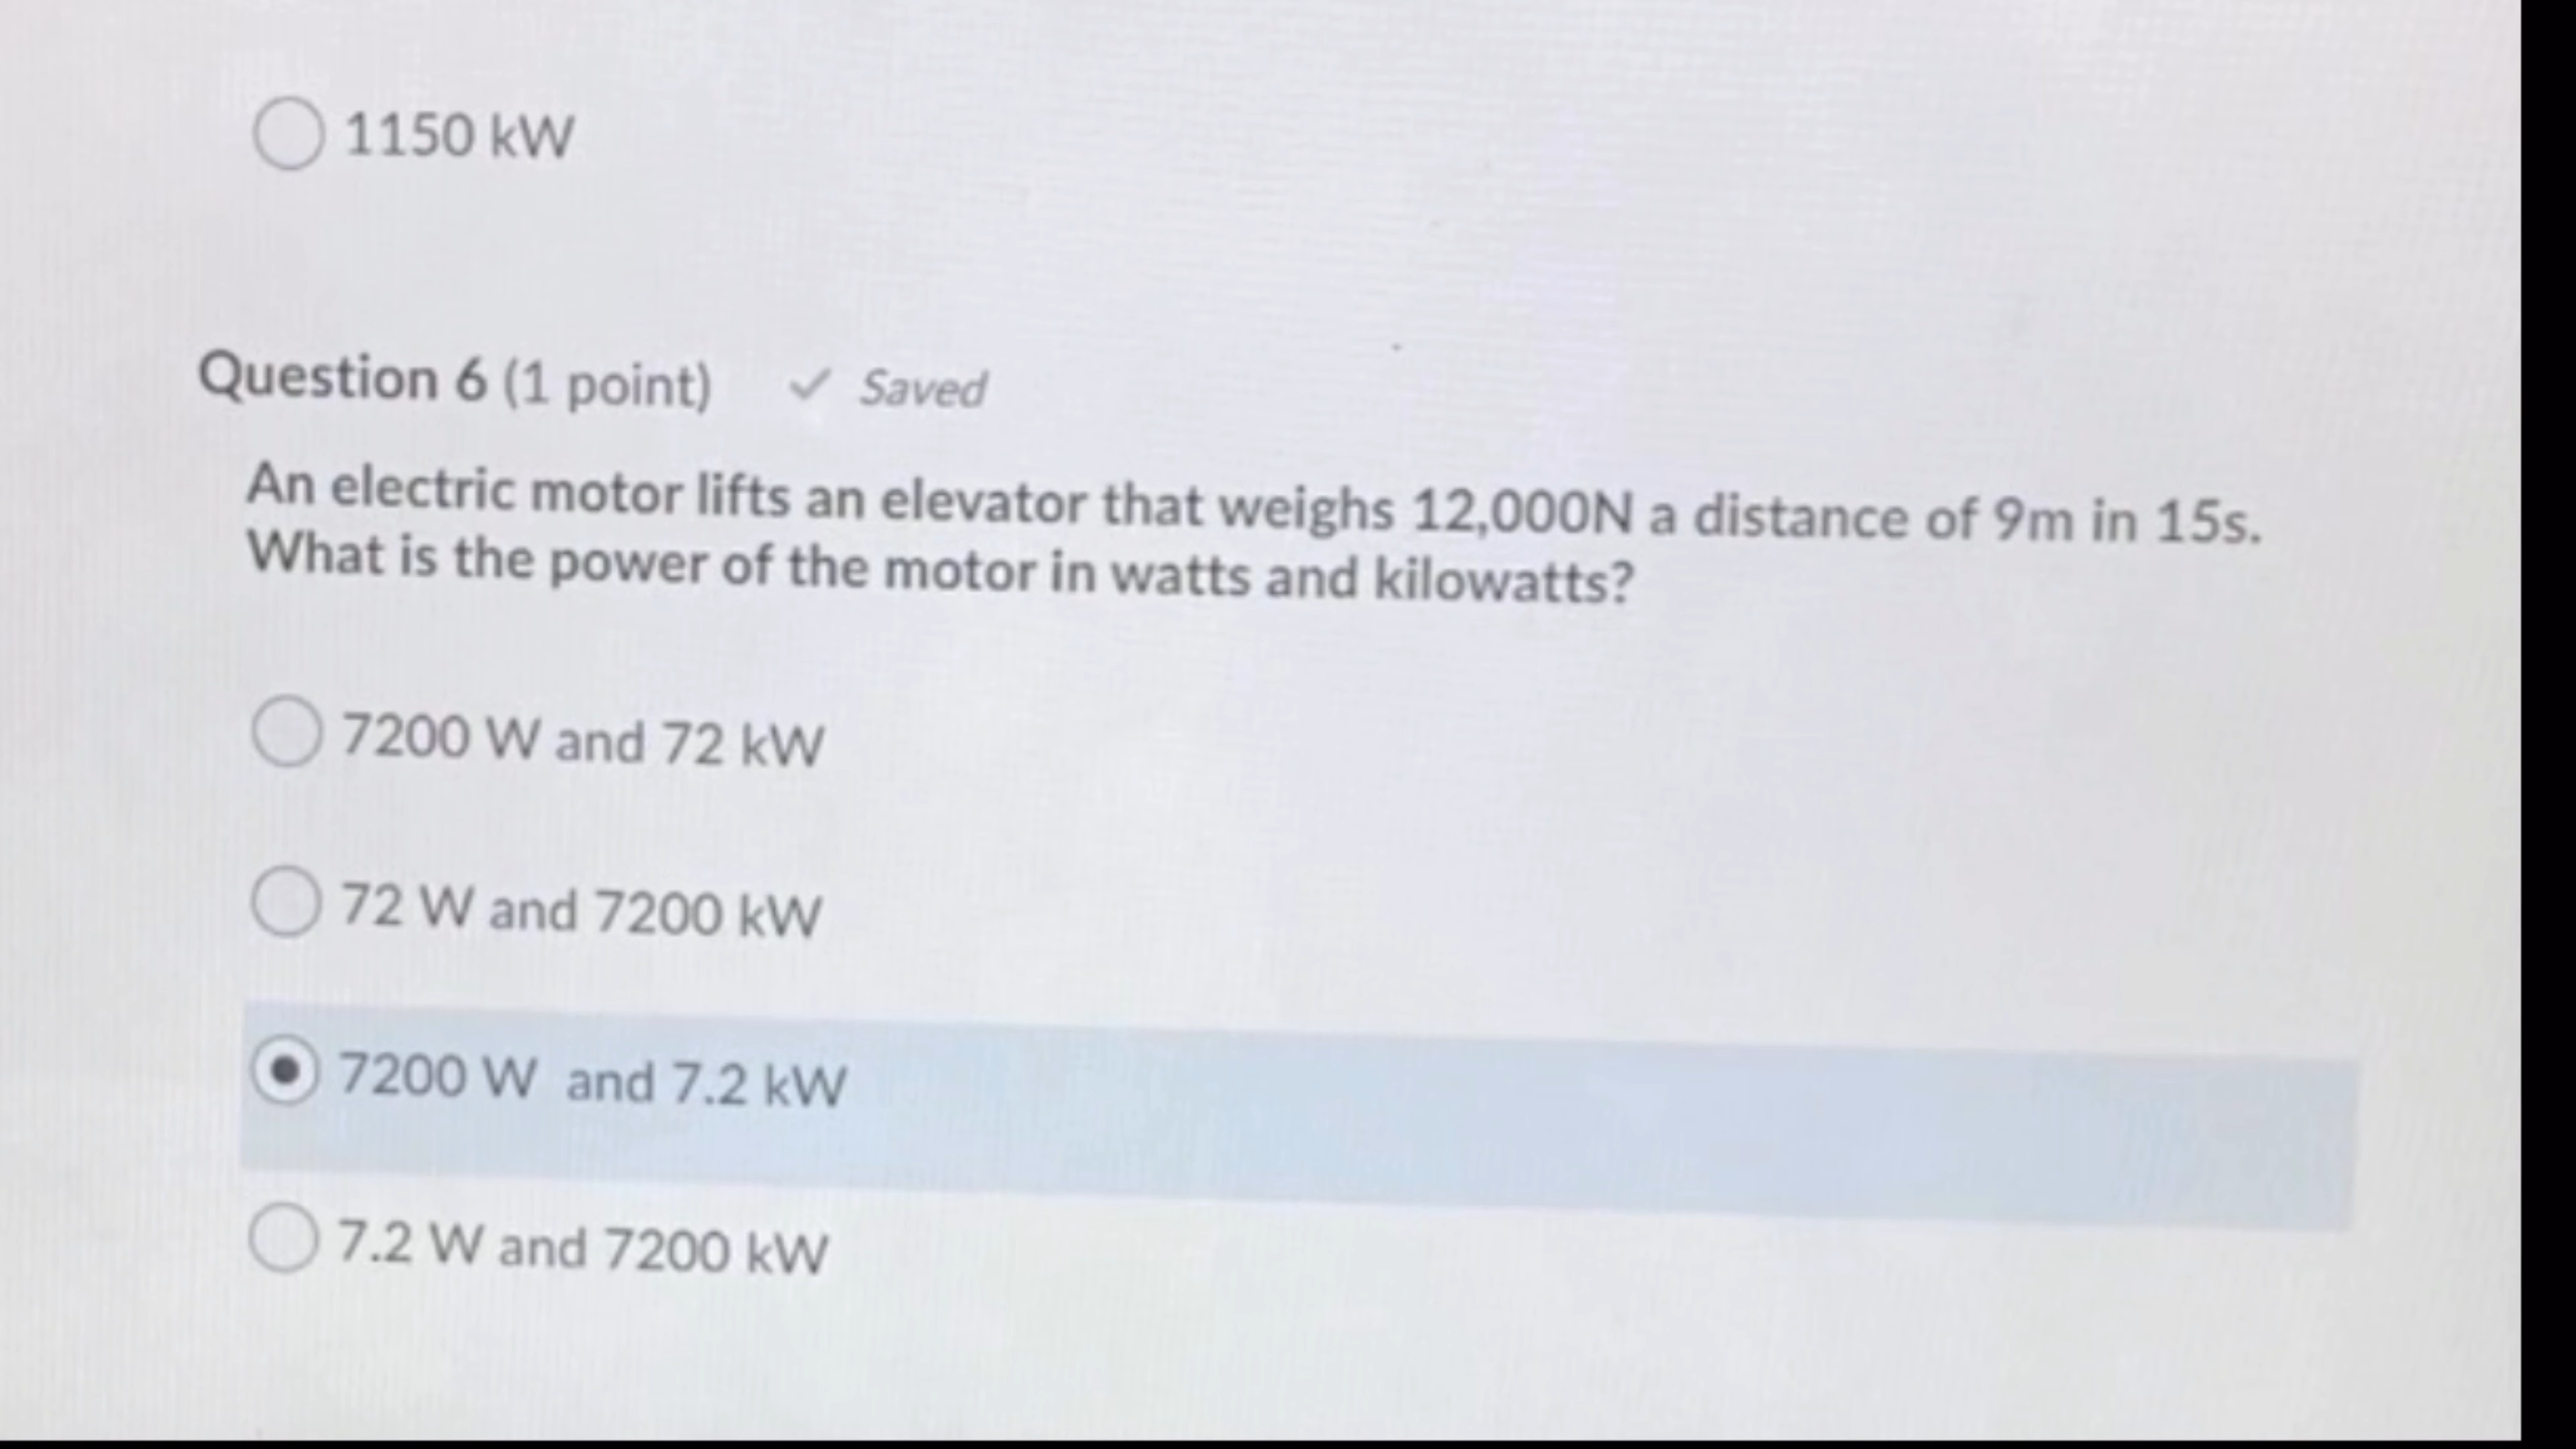 1150 kW
Question 6 (1 point) ✓ Saved
An electric motor lifts an elevator that weighs 12,000N a distance of 9m in 15s.
What is the power of the motor in watts and kilowatts?
7200 W and 72 kW
72 W and 7200 kW
7200 W and 7.2 kW
7.2 W and 7200 kW